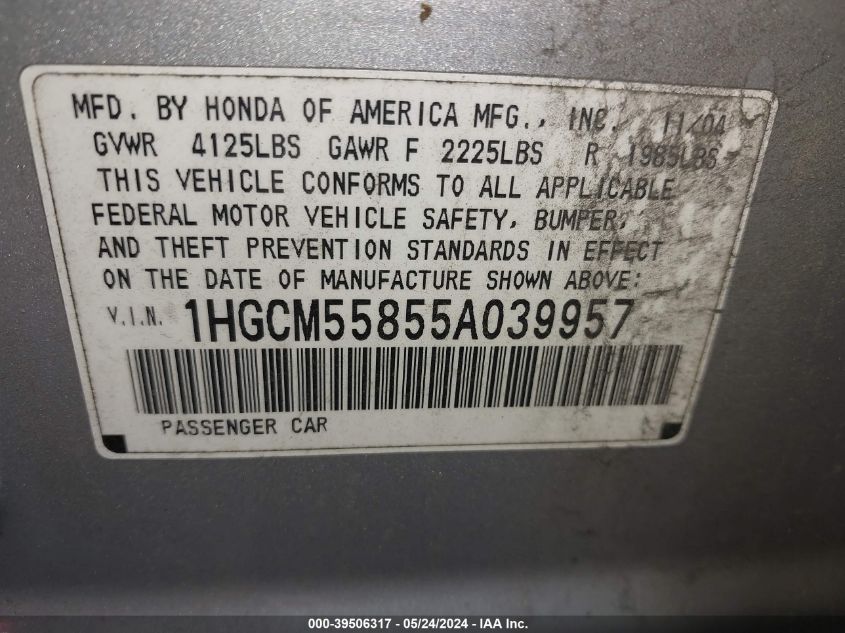 MFD. BY HONDA OF AMERICA MFG., INC. 11/04
GVWR 4125LBS GAWR F 2225LBS R 1985LBS
THIS VEHICLE CONFORMS TO ALL APPLICABLE
FEDERAL MOTOR VEHICLE SAFETY, BUMPER,
AND THEFT PREVENTION STANDARDS IN EFFECT
ON THE DATE OF MANUFACTURE SHOWN ABOVE:
V.I.N. 1HGCM55855A039957
PASSENGER CAR
000-39506317 - 05/24/2024 - IAA Inc.